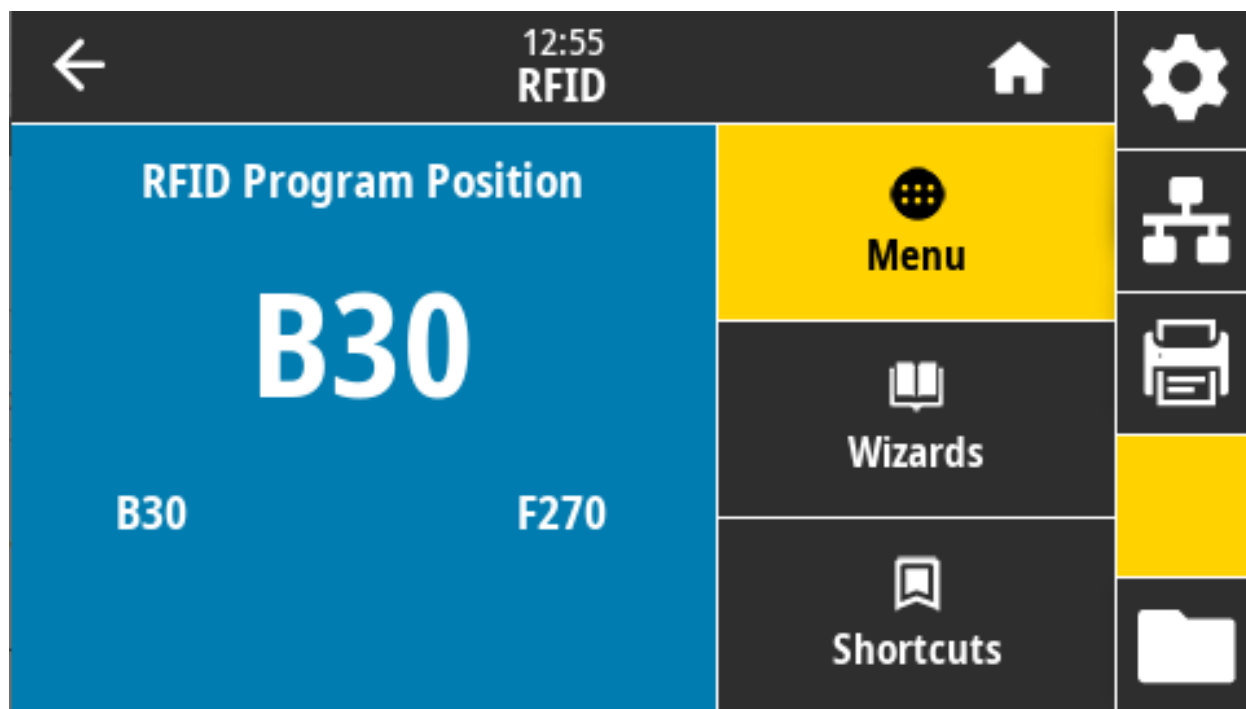 12:55
RFID
RFID Program Position
B30
B30 F270
Menu
Wizards
Shortcuts